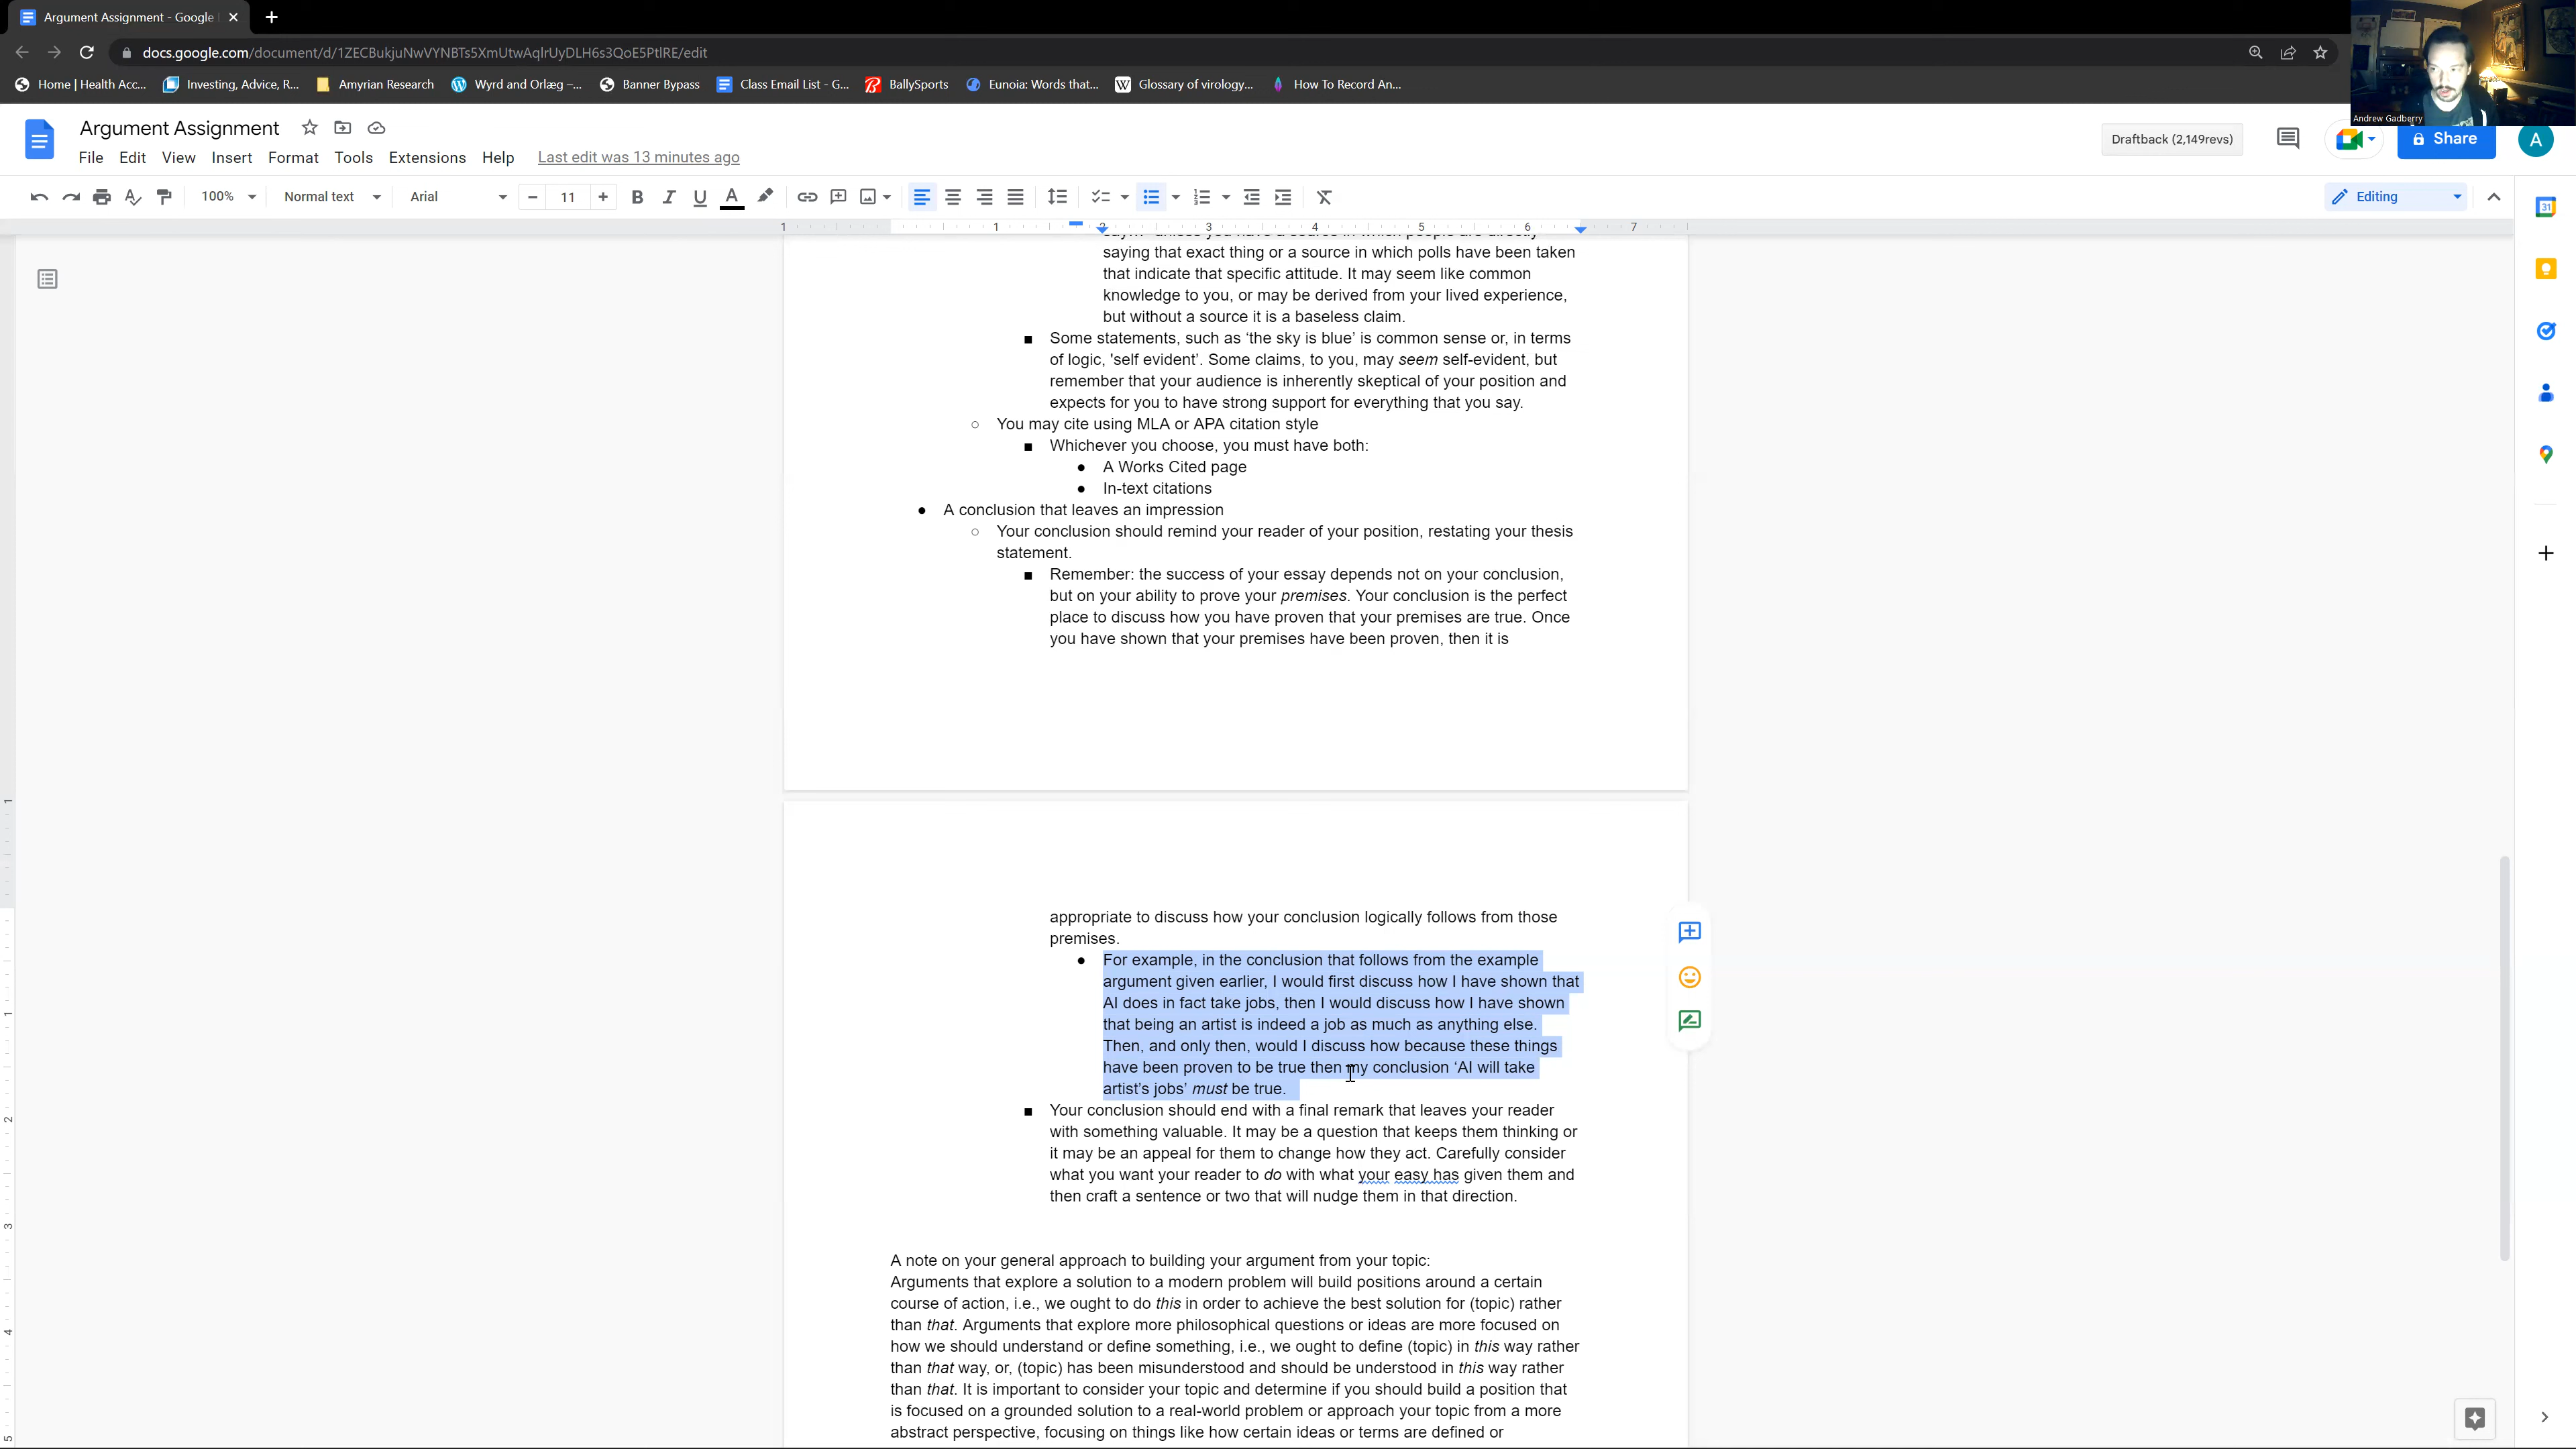 Argument Assignment - Google
docs.google.com/document/d/1ZECBukjuNwVYNBTs5XmUtwAqlrUyDLH6s3QoE5PtlRE/edit
Home | Health Acc... Investing, Advice, R... Amyrian Research Wyrd and Orlæg –... Banner Bypass Class Email List - G... BallySports Eunoia: Words that... Glossary of virology... How To Record An...
Andrew Gadberry
Argument Assignment
Draftback (2,149revs)
Share
A
File Edit View Insert Format Tools Extensions Help Last edit was 13 minutes ago
100% Normal text Arial 11 Editing
1 1 2 3 4 5 6 7
saying that exact thing or a source in which polls have been taken
that indicate that specific attitude. It may seem like common
knowledge to you, or may be derived from your lived experience,
but without a source it is a baseless claim.
■ Some statements, such as ‘the sky is blue’ is common sense or, in terms
of logic, 'self evident’. Some claims, to you, may seem self-evident, but
remember that your audience is inherently skeptical of your position and
expects for you to have strong support for everything that you say.
○ You may cite using MLA or APA citation style
■ Whichever you choose, you must have both:
● A Works Cited page
● In-text citations
● A conclusion that leaves an impression
○ Your conclusion should remind your reader of your position, restating your thesis
statement.
■ Remember: the success of your essay depends not on your conclusion,
but on your ability to prove your premises. Your conclusion is the perfect
place to discuss how you have proven that your premises are true. Once
you have shown that your premises have been proven, then it is
appropriate to discuss how your conclusion logically follows from those
premises.
● For example, in the conclusion that follows from the example
argument given earlier, I would first discuss how I have shown that
AI does in fact take jobs, then I would discuss how I have shown
that being an artist is indeed a job as much as anything else.
Then, and only then, would I discuss how because these things
have been proven to be true then my conclusion ‘AI will take
artist’s jobs’ must be true.
■ Your conclusion should end with a final remark that leaves your reader
with something valuable. It may be a question that keeps them thinking or
it may be an appeal for them to change how they act. Carefully consider
what you want your reader to do with what your easy has given them and
then craft a sentence or two that will nudge them in that direction.
A note on your general approach to building your argument from your topic:
Arguments that explore a solution to a modern problem will build positions around a certain
course of action, i.e., we ought to do this in order to achieve the best solution for (topic) rather
than that. Arguments that explore more philosophical questions or ideas are more focused on
how we should understand or define something, i.e., we ought to define (topic) in this way rather
than that way, or, (topic) has been misunderstood and should be understood in this way rather
than that. It is important to consider your topic and determine if you should build a position that
is focused on a grounded solution to a real-world problem or approach your topic from a more
abstract perspective, focusing on things like how certain ideas or terms are defined or